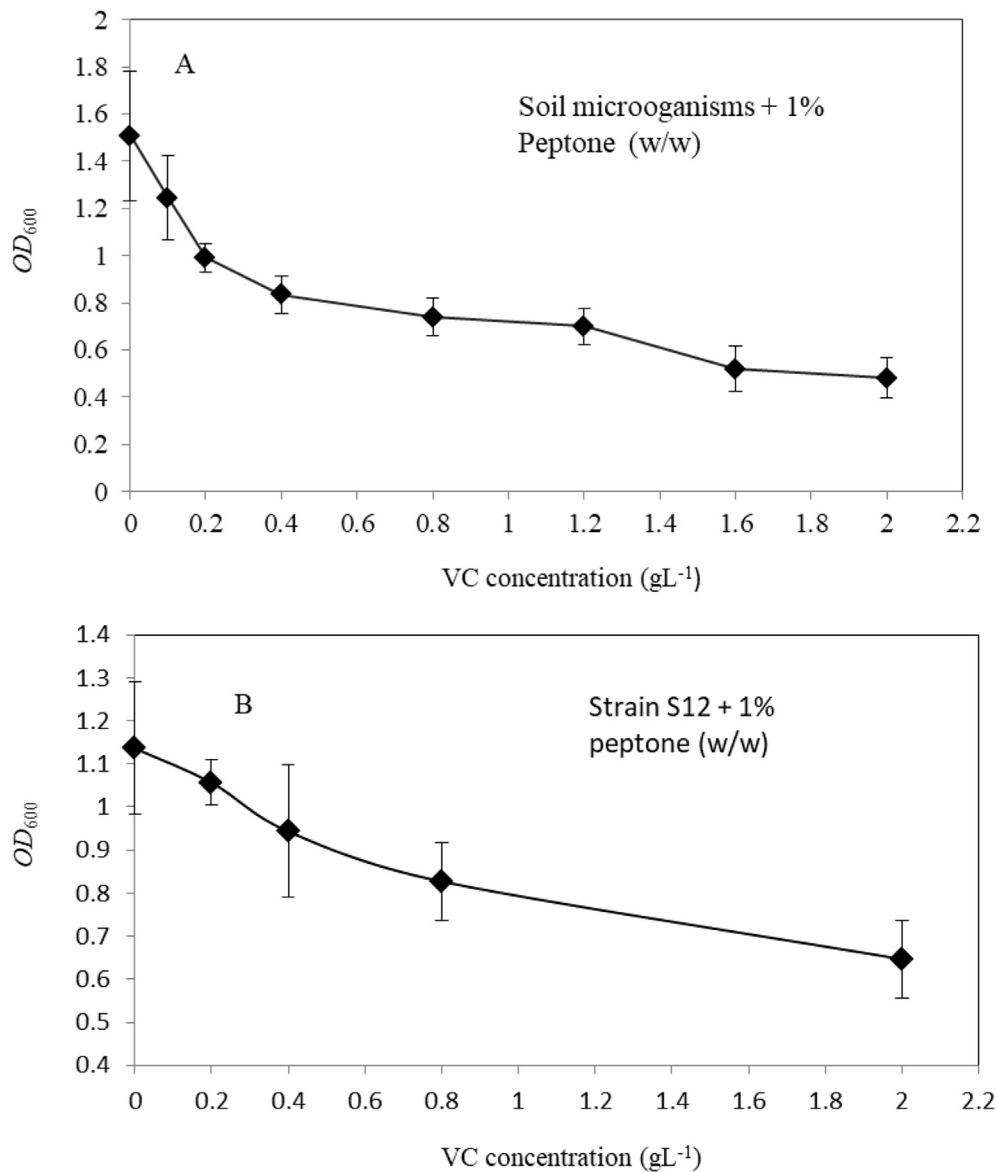 2
A
1.8
Soil microoganisms + 1%
1.6
Peptone (w/w)
1.4
1.2
OD600
1
0.8
0.6
0.4
0.2
0
0 0.2 0.4 0.6 0.8 1 1.2 1.4 1.6 1.8 2 2.2
VC concentration (gL-1)
1.4
1.3
B
Strain S12 + 1%
1.2
peptone (w/w)
1.1
1
OD600
0.9
0.8
0.7
0.6
0.5
0.4
0 0.2 0.4 0.6 0.8 1 1.2 1.4 1.6 1.8 2 2.2
VC concentration (gL-1)